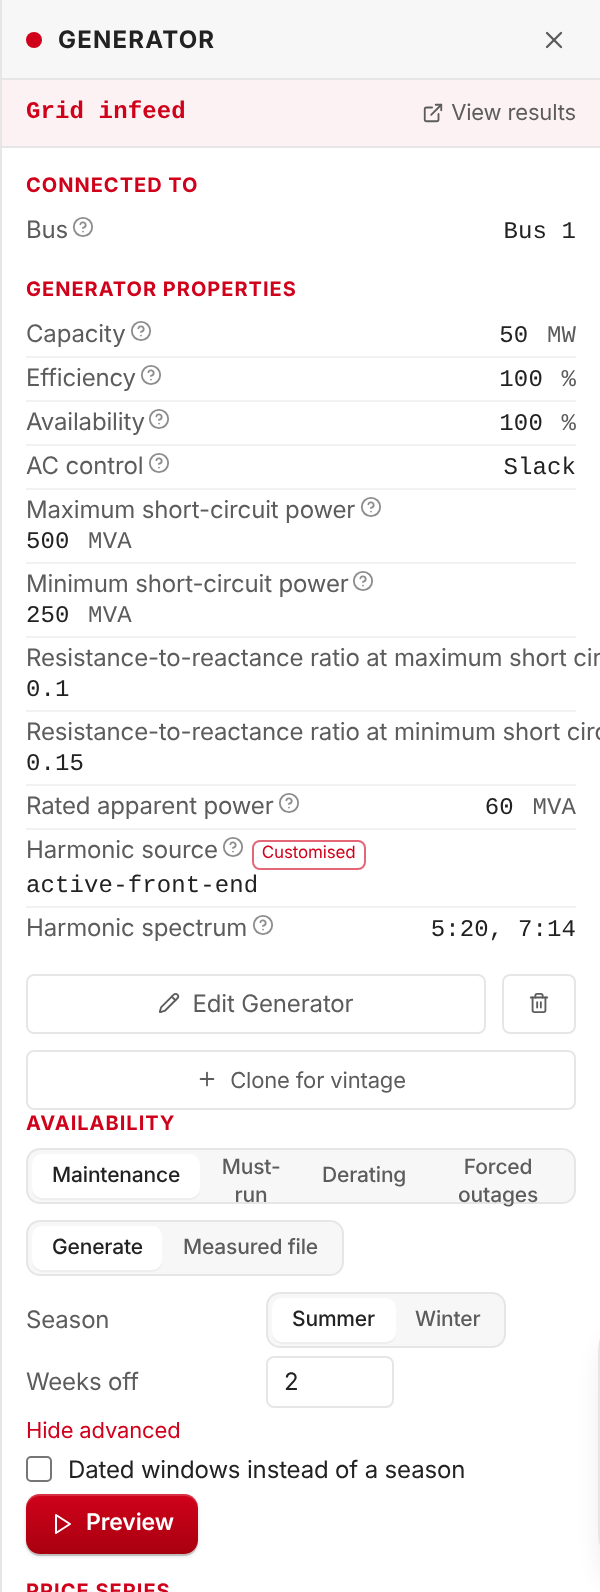 GENERATOR
Grid infeed
View results
CONNECTED TO
Bus
Bus 1
GENERATOR PROPERTIES
Capacity
50 MW
Efficiency
100 %
Availability
100 %
AC control
Slack
Maximum short-circuit power
500 MVA
Minimum short-circuit power
250 MVA
Resistance-to-reactance ratio at maximum short cir
0.1
Resistance-to-reactance ratio at minimum short circ
0.15
Rated apparent power
60 MVA
Harmonic source
Customised
active-front-end
Harmonic spectrum
5:20, 7:14
Edit Generator
Clone for vintage
AVAILABILITY
Maintenance
Must-
run
Derating
Forced
outages
Generate
Measured file
Season
Summer
Winter
Weeks off
2
Hide advanced
Dated windows instead of a season
Preview
PRICE SERIES